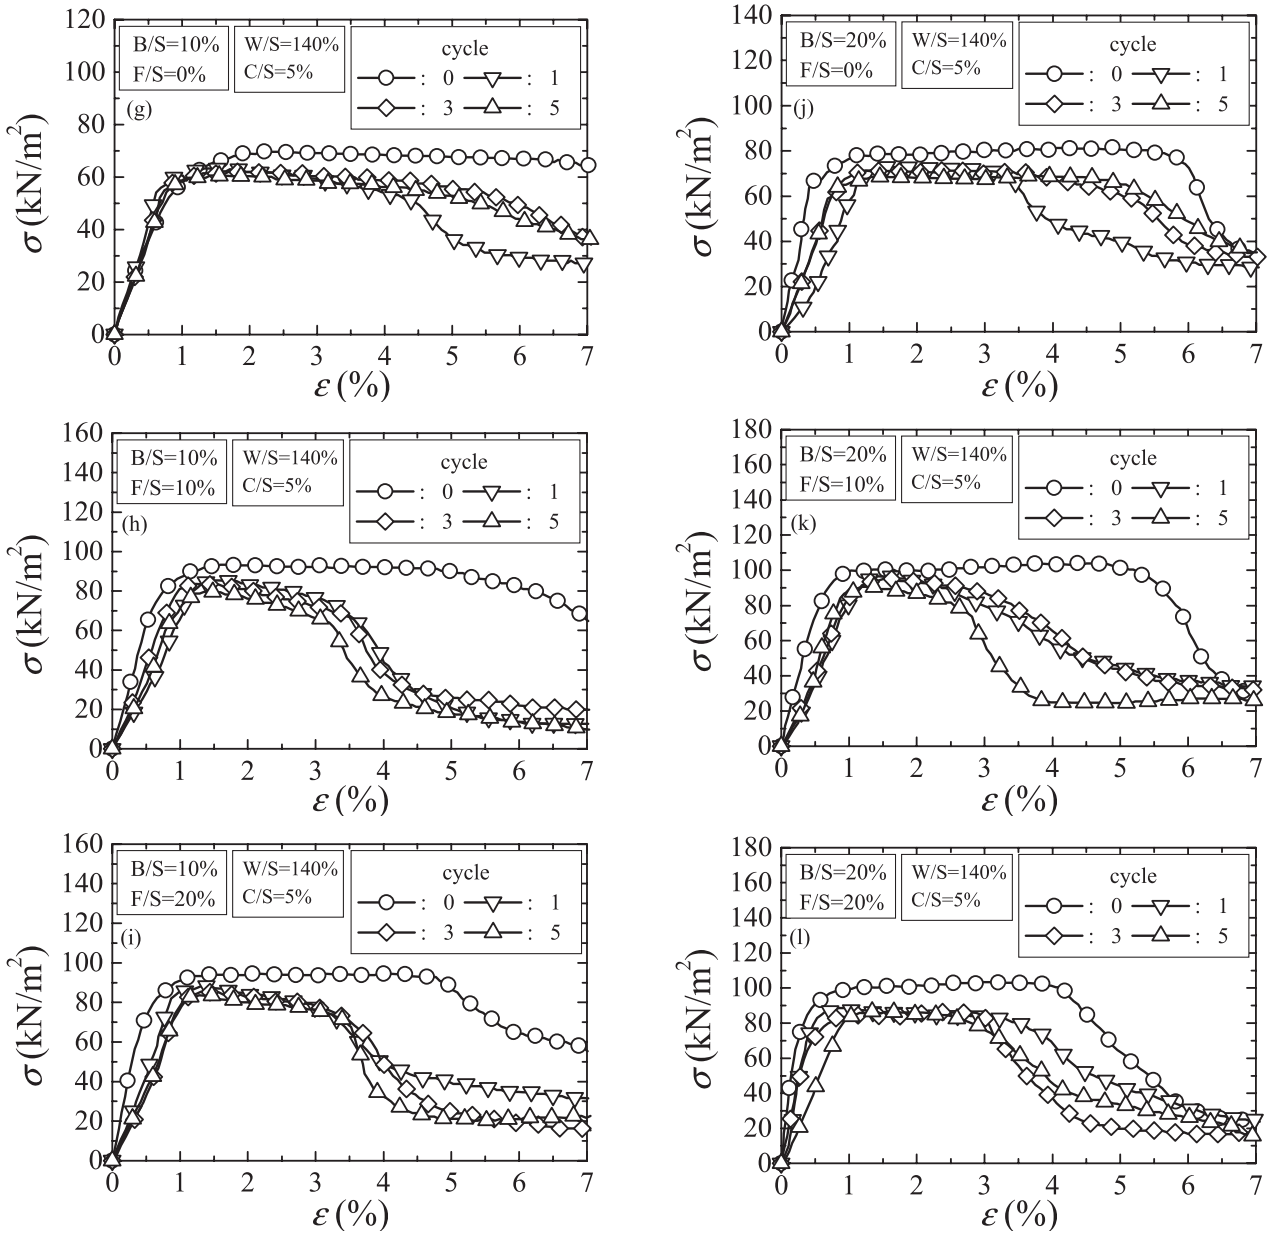 120
100
80
60
40
20
0
B/S=10%
F/S=0%
W/S=140%
C/S=5%
cycle
: 0 : 1
: 3 : 5
(g)
σ (kN/m²)
0 1 2 3 4 5 6 7
ε (%)
140
120
100
80
60
40
20
0
B/S=20%
F/S=0%
W/S=140%
C/S=5%
cycle
: 0 : 1
: 3 : 5
(j)
σ (kN/m²)
0 1 2 3 4 5 6 7
ε (%)
160
140
120
100
80
60
40
20
0
B/S=10%
F/S=10%
W/S=140%
C/S=5%
cycle
: 0 : 1
: 3 : 5
(h)
σ (kN/m²)
0 1 2 3 4 5 6 7
ε (%)
180
160
140
120
100
80
60
40
20
0
B/S=20%
F/S=10%
W/S=140%
C/S=5%
cycle
: 0 : 1
: 3 : 5
(k)
σ (kN/m²)
0 1 2 3 4 5 6 7
ε (%)
160
140
120
100
80
60
40
20
0
B/S=10%
F/S=20%
W/S=140%
C/S=5%
cycle
: 0 : 1
: 3 : 5
(i)
σ (kN/m²)
0 1 2 3 4 5 6 7
ε (%)
180
160
140
120
100
80
60
40
20
0
B/S=20%
F/S=20%
W/S=140%
C/S=5%
cycle
: 0 : 1
: 3 : 5
(l)
σ (kN/m²)
0 1 2 3 4 5 6 7
ε (%)